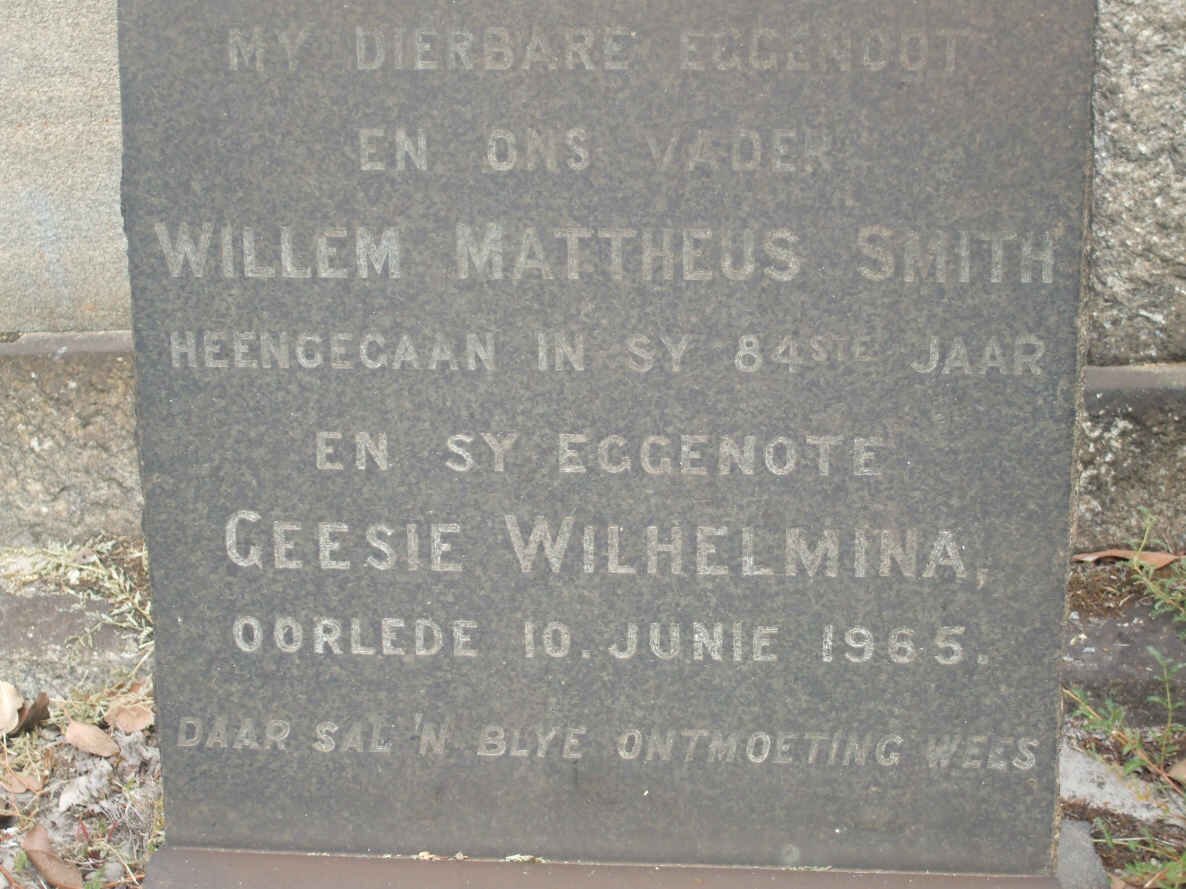 MY DIERBARE EGGENOOT
EN ONS VADER
WILLEM MATTHEUS SMITH
HEENGEGAAN IN SY 84STE JAAR
EN SY EGGENOTE
GEESIE WILHELMINA,
OORLEDE 10. JUNIE 1965.
DAAR SAL 'N BLYE ONTMOETING WEES